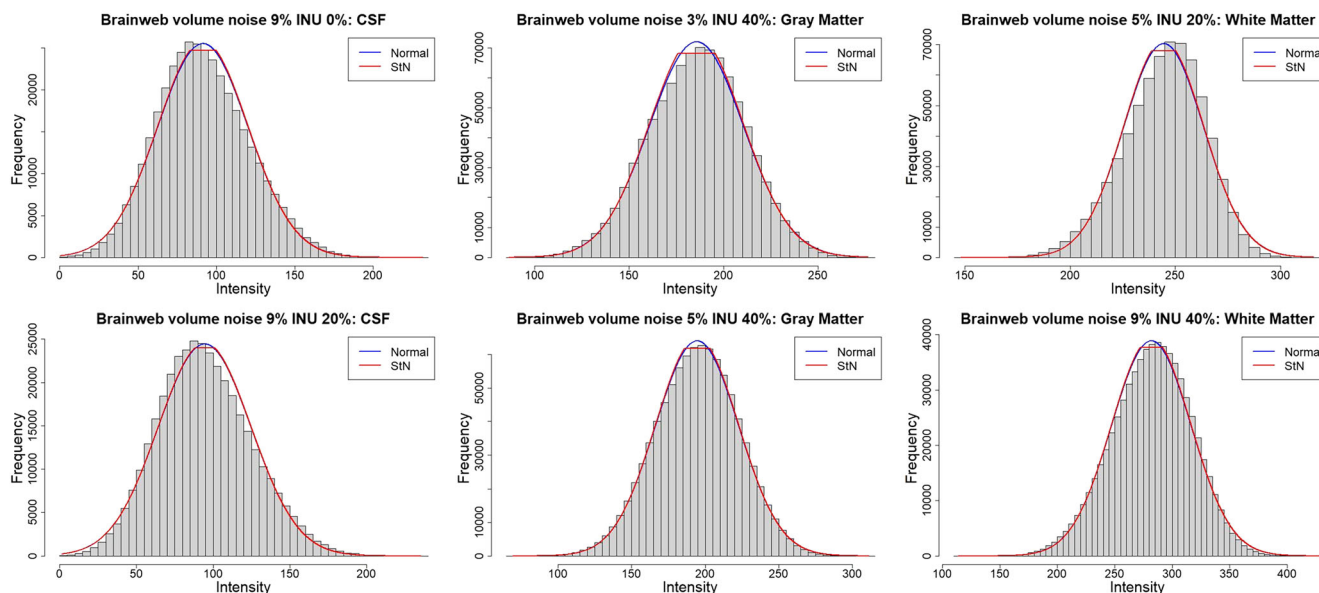 Brainweb volume noise 9% INU 0%: CSF
Normal
StN
Frequency
0 5000 10000 20000
0 50 100 150 200
Intensity
Brainweb volume noise 3% INU 40%: Gray Matter
Normal
StN
Frequency
0 10000 30000 50000 70000
100 150 200 250
Intensity
Brainweb volume noise 5% INU 20%: White Matter
Normal
StN
Frequency
0 10000 30000 50000 70000
150 200 250 300
Intensity
Brainweb volume noise 9% INU 20%: CSF
Normal
StN
Frequency
0 5000 10000 15000 20000 25000
0 50 100 150 200
Intensity
Brainweb volume noise 5% INU 40%: Gray Matter
Normal
StN
Frequency
0 10000 30000 50000
100 150 200 250 300
Intensity
Brainweb volume noise 9% INU 40%: White Matter
Normal
StN
Frequency
0 10000 20000 30000 40000
100 150 200 250 300 350 400
Intensity